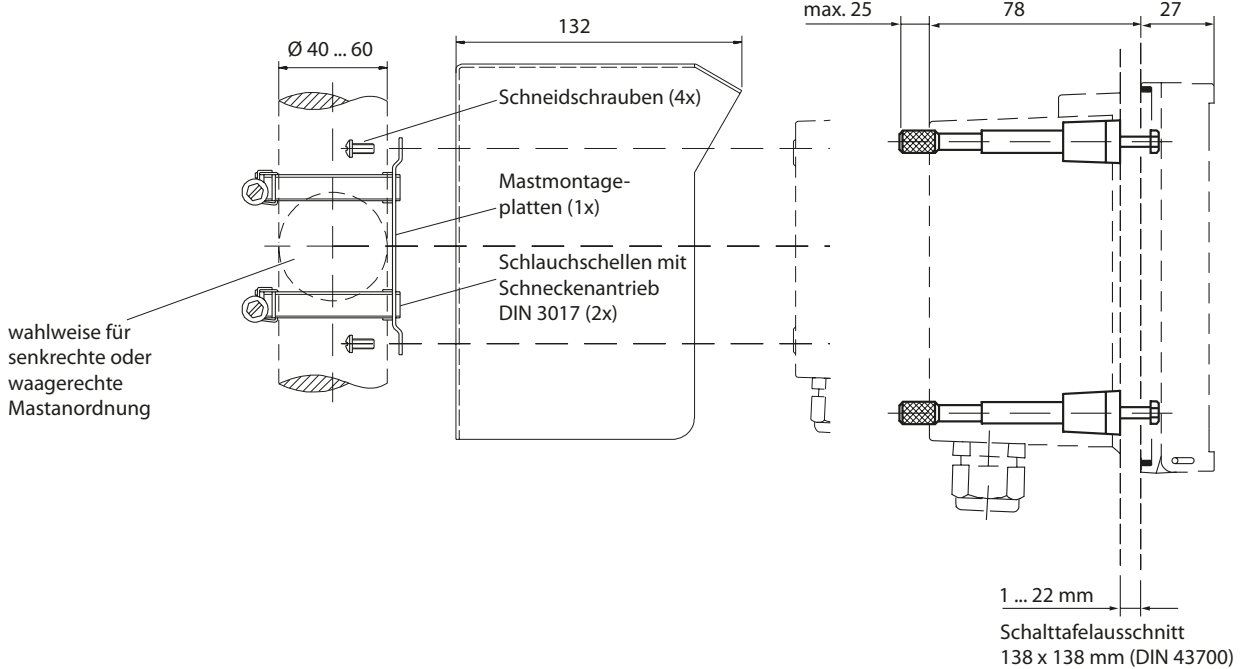 132
Ø 40 ... 60
Schneidschrauben (4x)
Mastmontage-
platten (1x)
Schlauchschellen mit
Schneckenantrieb
DIN 3017 (2x)
wahlweise für
senkrechte oder
waagerechte
Mastanordnung
max. 25
78
27
1 ... 22 mm
Schalttafelausschnitt
138 x 138 mm (DIN 43700)